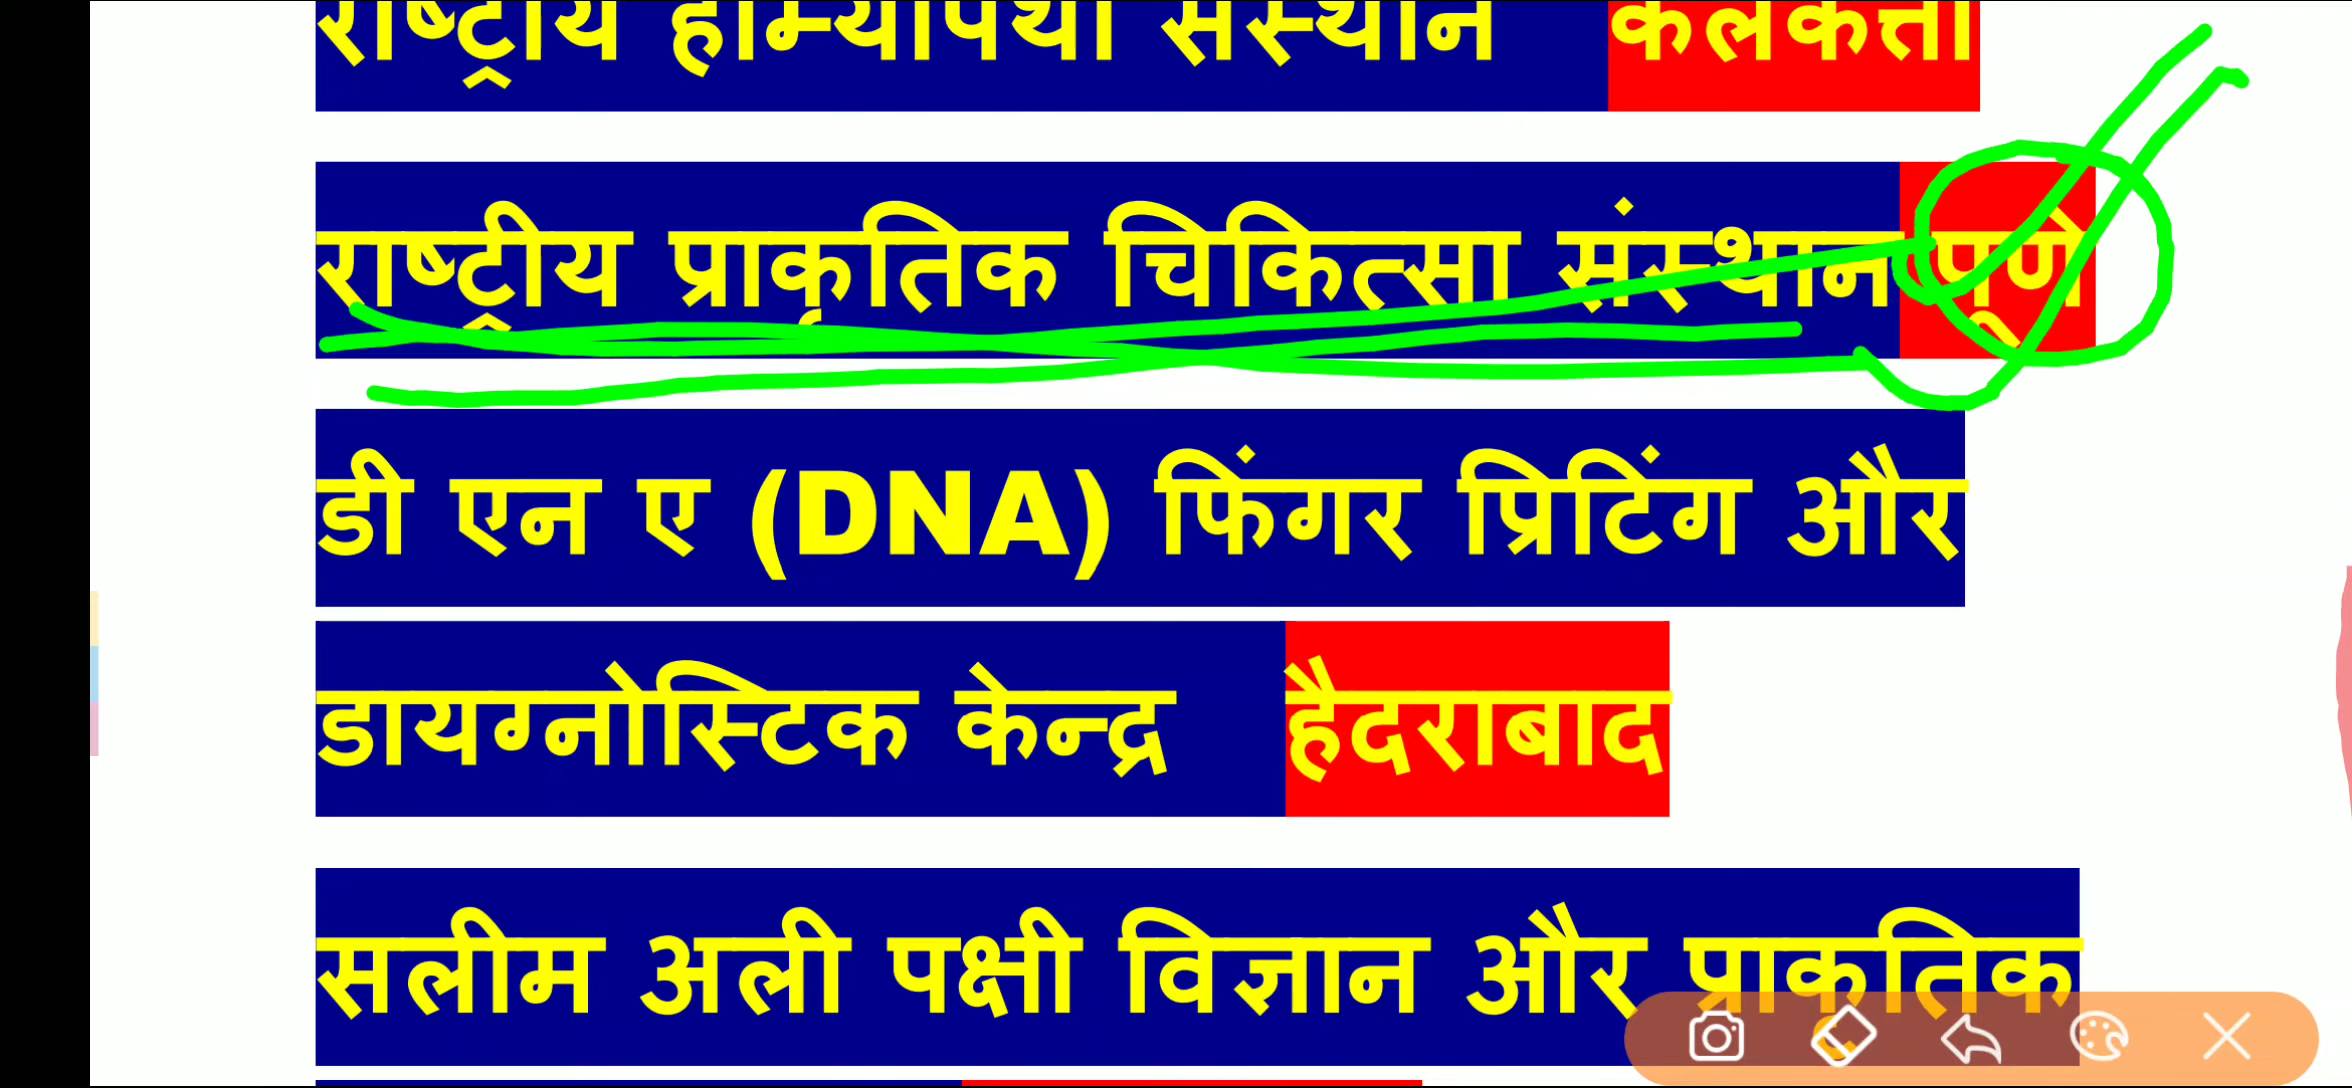 राष्ट्रीय होम्योपैथी संस्थान कलकत्ता
राष्ट्रीय प्राकृतिक चिकित्सा संस्थान पुणे
डी एन ए (DNA) फिंगर प्रिटिंग और
डायग्नोस्टिक केन्द्र हैदराबाद
सलीम अली पक्षी विज्ञान और प्राकृतिक